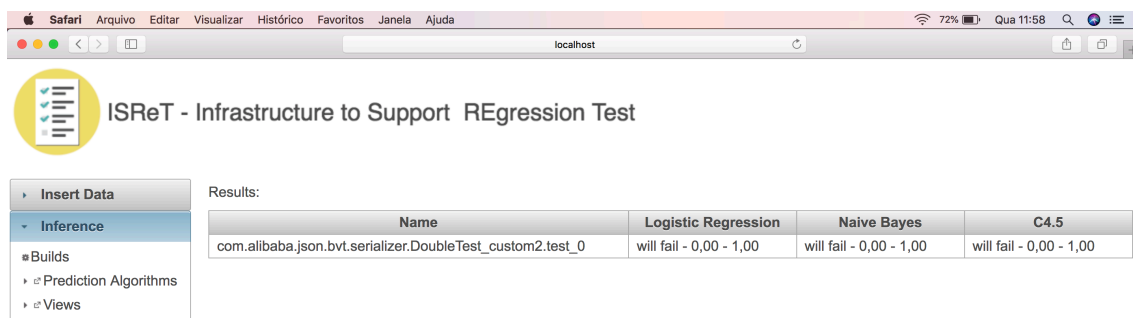 Safari Arquivo Editar Visualizar Histórico Favoritos Janela Ajuda 72% Qua 11:58
localhost
ISReT - Infrastructure to Support REgression Test
Insert Data
Inference
Builds
Prediction Algorithms
Views
Results:
Name Logistic Regression Naive Bayes C4.5
com.alibaba.json.bvt.serializer.DoubleTest_custom2.test_0 will fail - 0,00 - 1,00 will fail - 0,00 - 1,00 will fail - 0,00 - 1,00